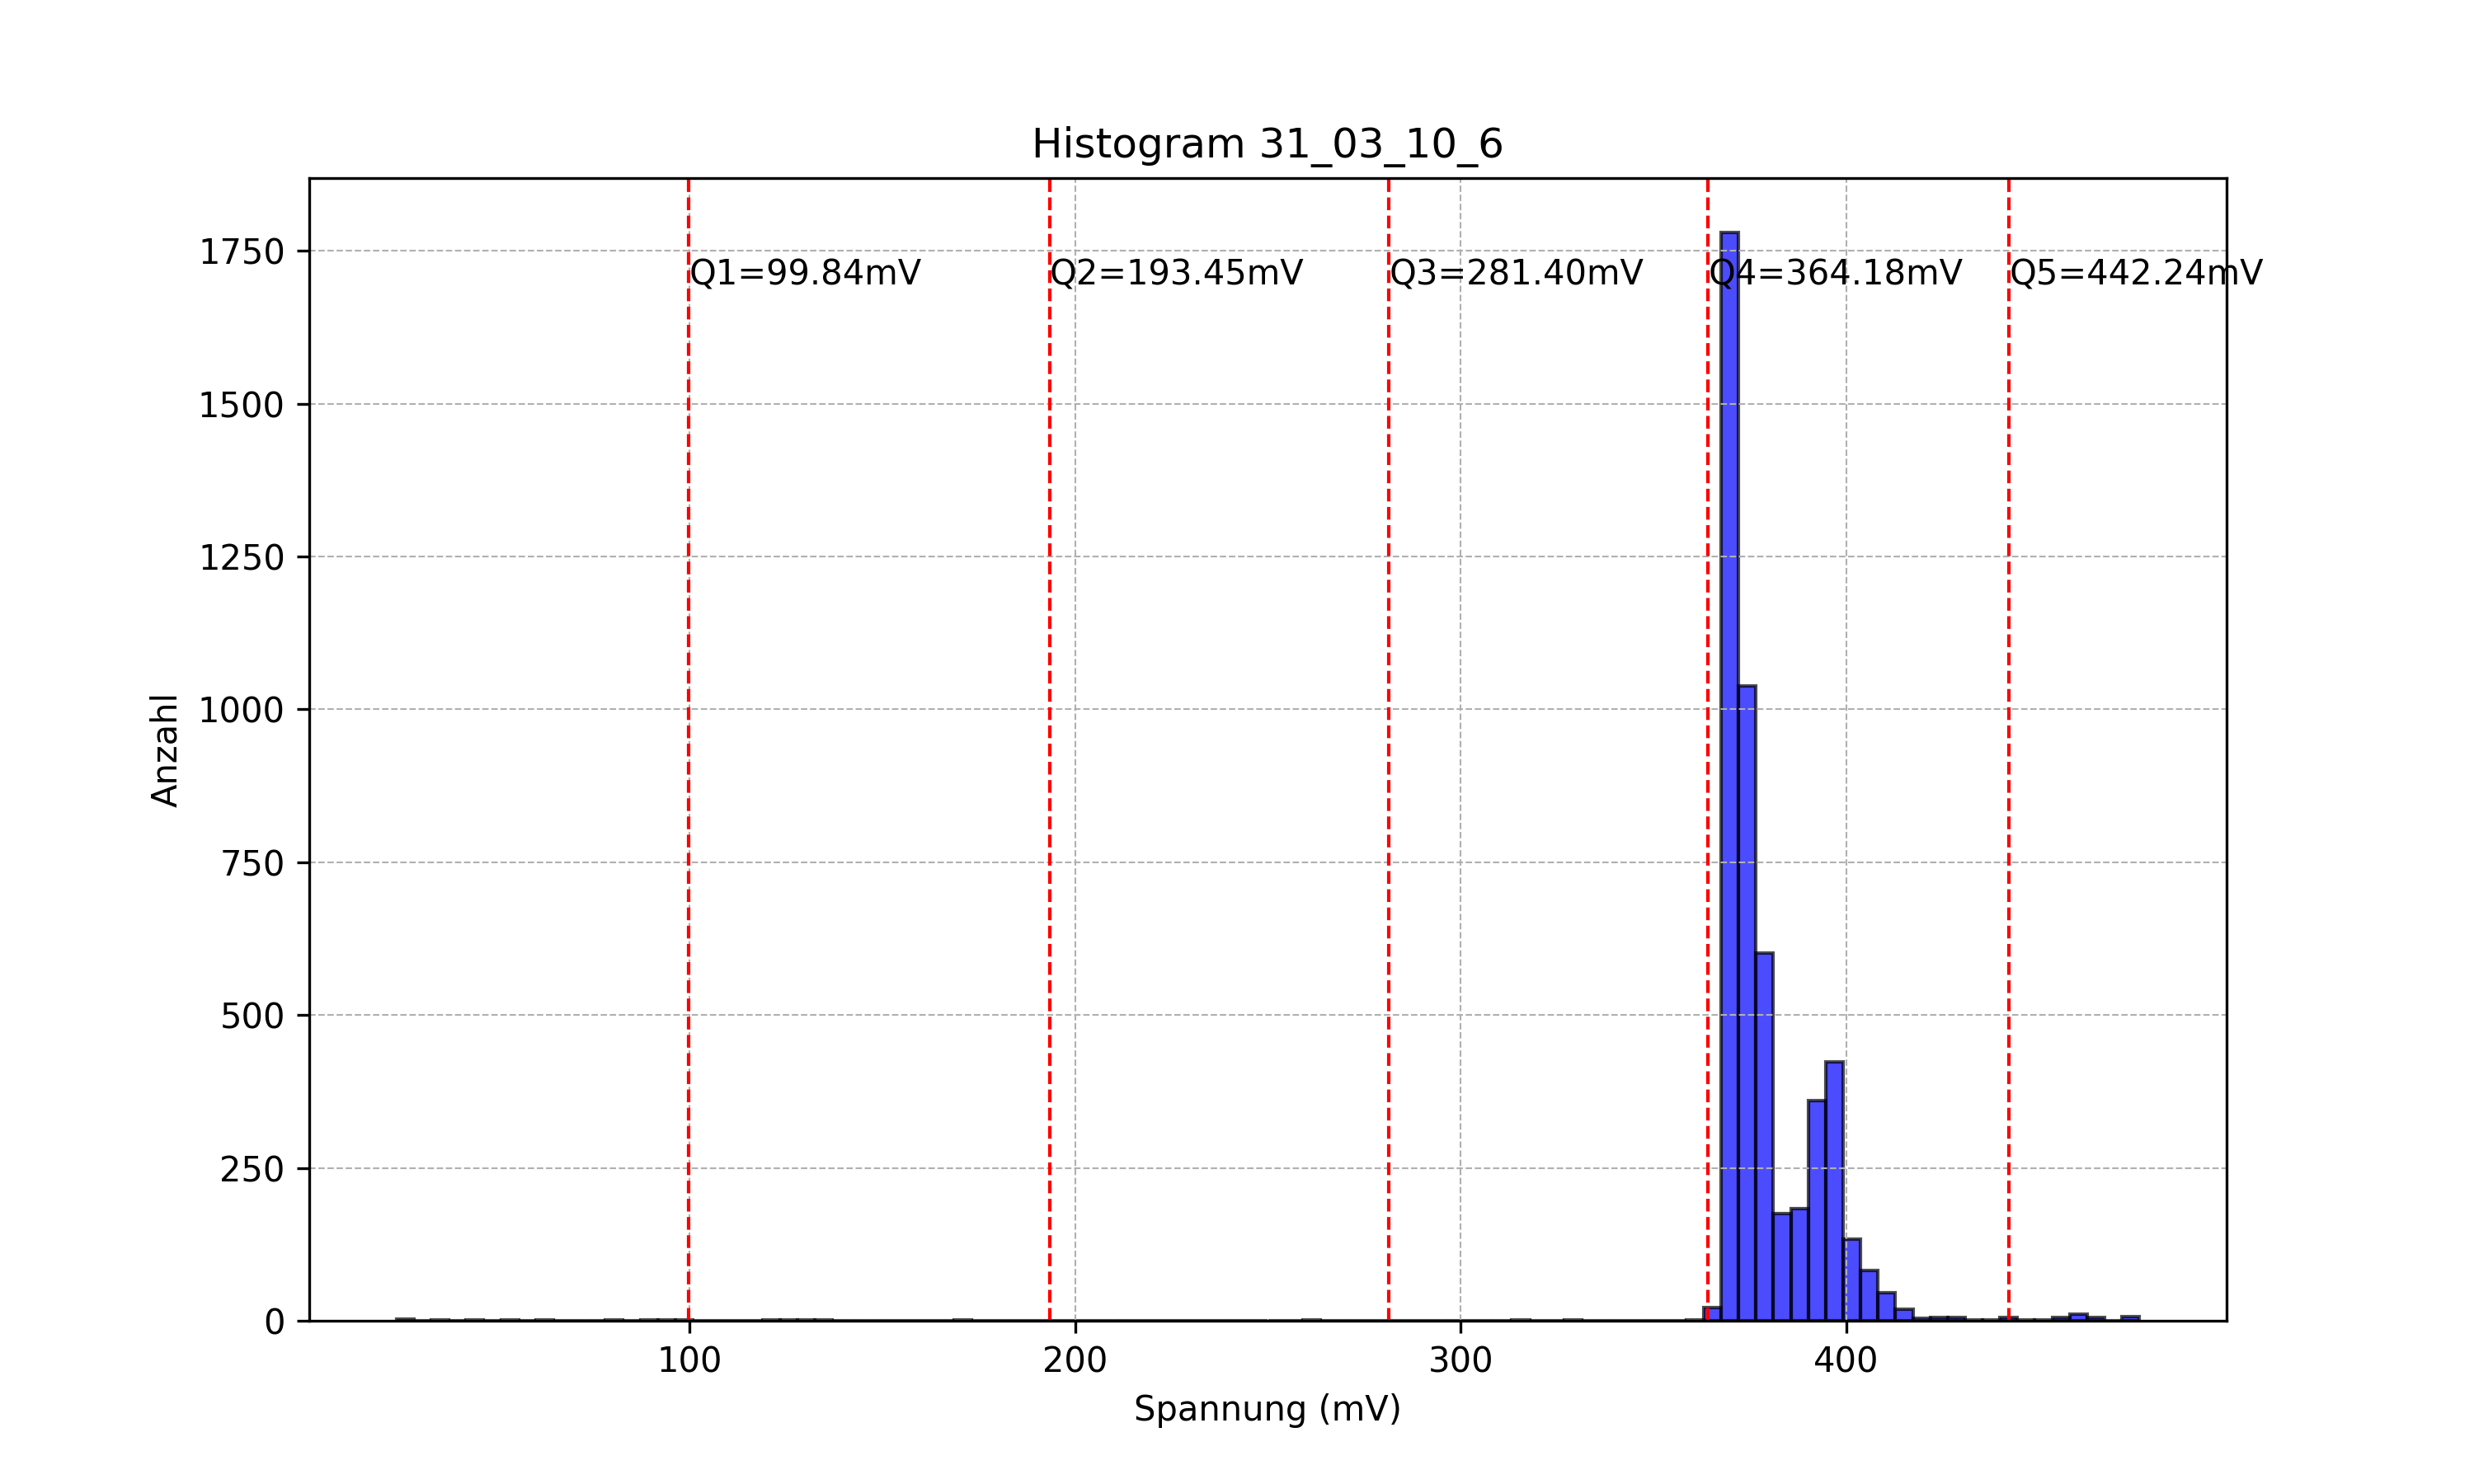 Histogram 31_03_10_6
Q1=99.84mV
Q2=193.45mV
Q3=281.40mV
Q4=364.18mV
Q5=442.24mV
1750
1500
1250
1000
750
500
250
0
Anzahl
100
200
300
400
Spannung (mV)